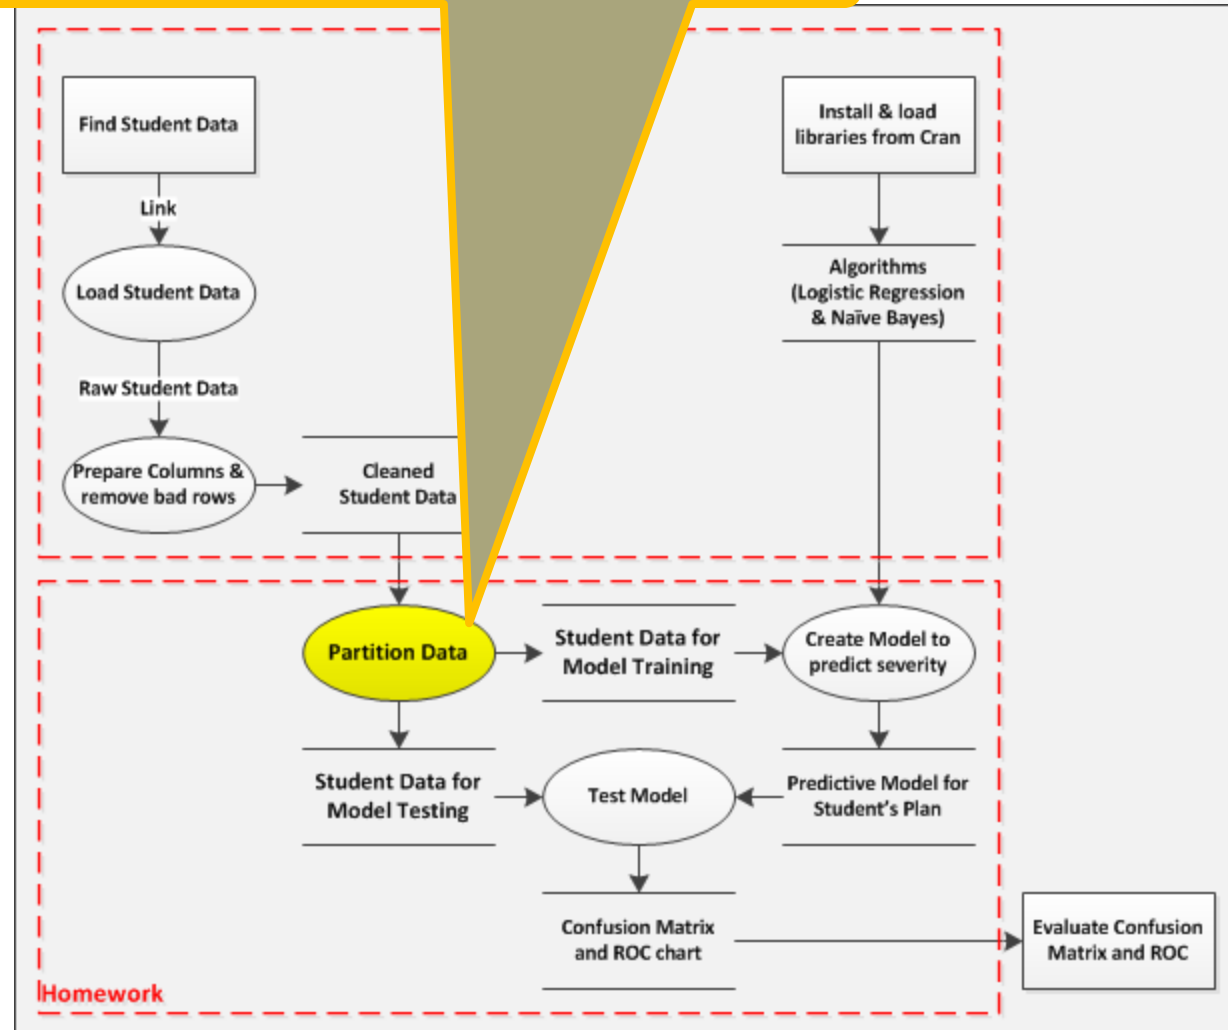 Find Student Data
Install & load
libraries from Cran
Link
Load Student Data
Algorithms
(Logistic Regression
& Naïve Bayes)
Raw Student Data
Prepare Columns &
remove bad rows
Cleaned
Student Data
Partition Data
Student Data for
Model Training
Create Model to
predict severity
Student Data for
Model Testing
Test Model
Predictive Model for
Student's Plan
Confusion Matrix
and ROC chart
Evaluate Confusion
Matrix and ROC
Homework